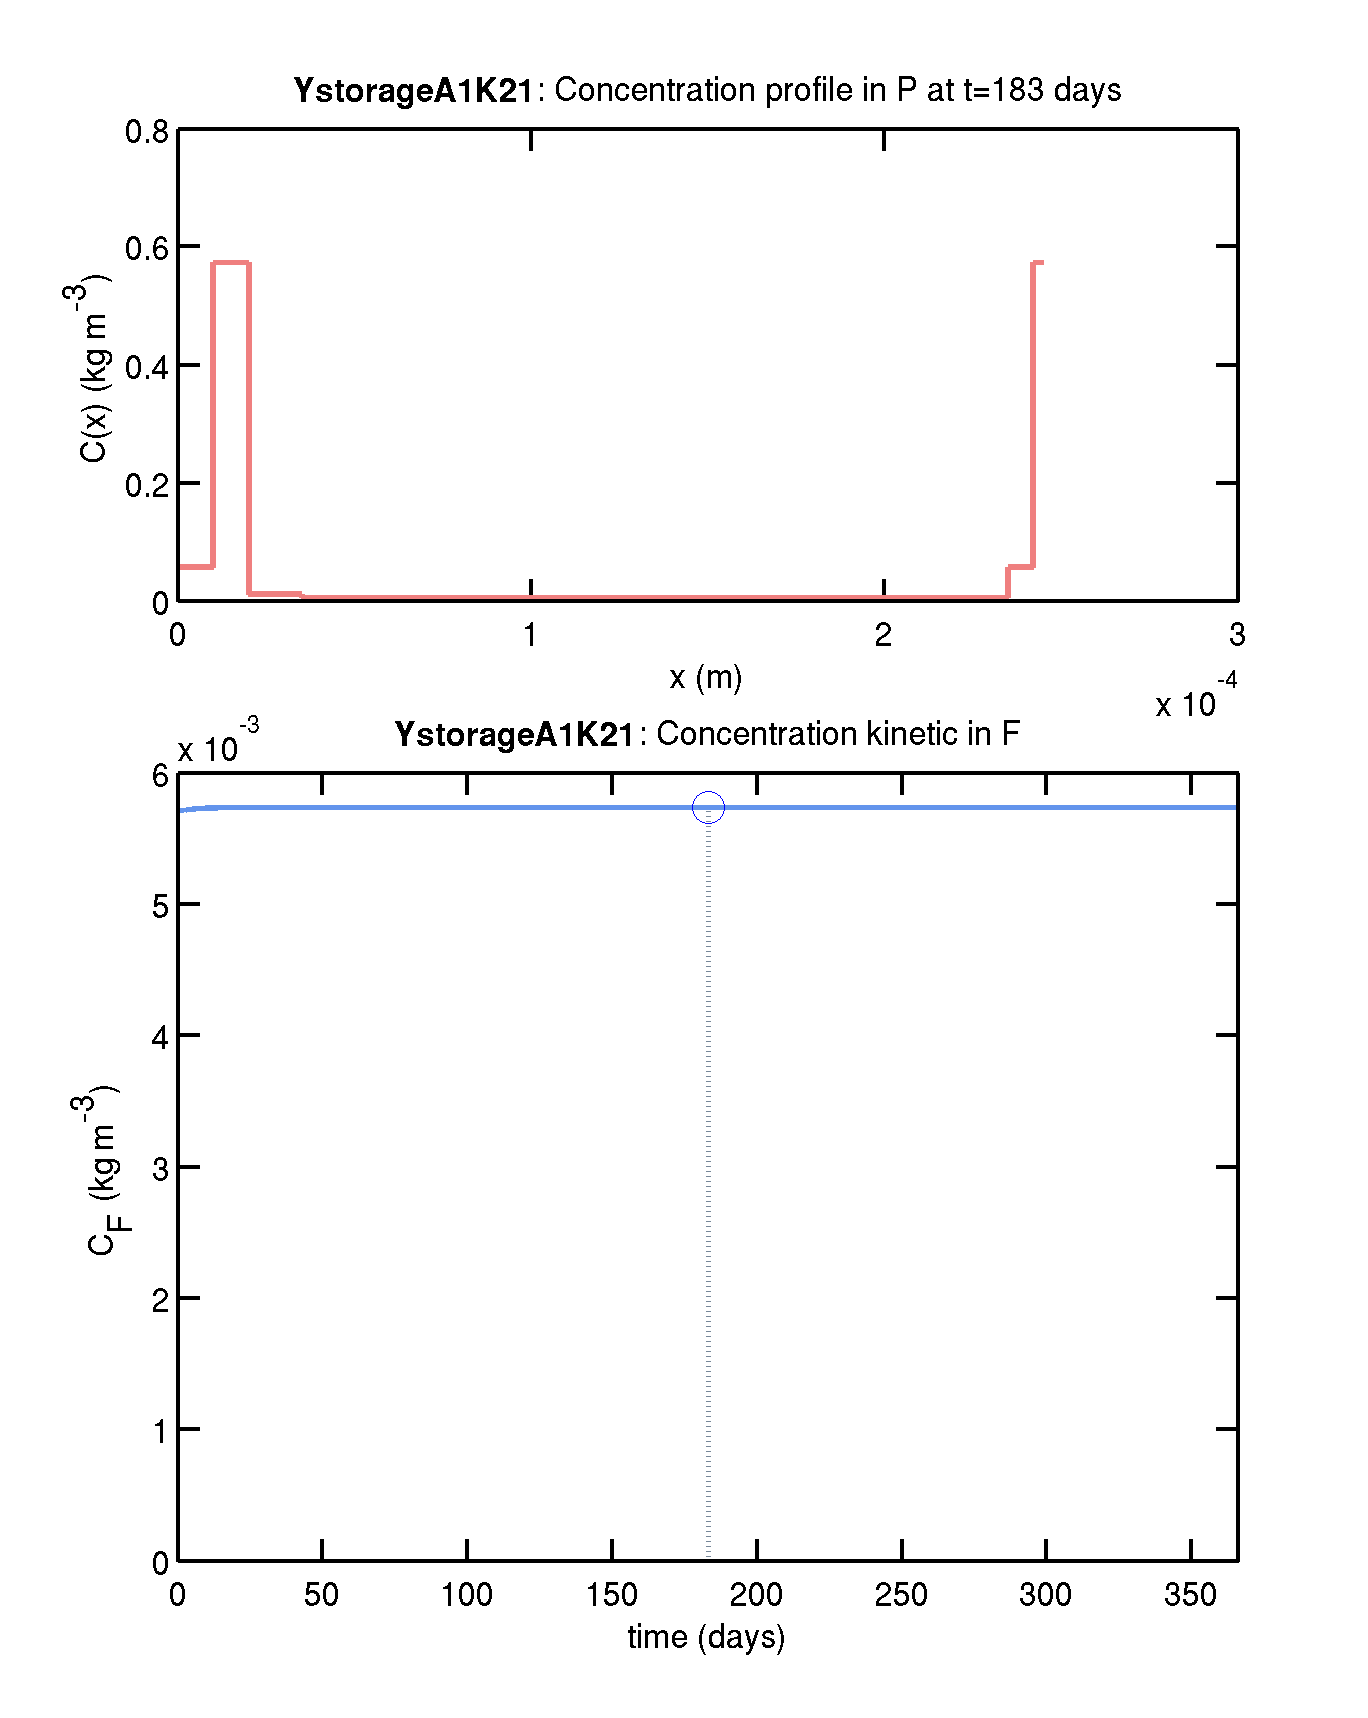 YstorageA1K21: Concentration profile in P at t=183 days
0.8
0.6
0.4
0.2
0
C(x) (kg m-3)
0 1 2 3
x (m)
x 10-4
YstorageA1K21: Concentration kinetic in F
x 10-3
6
5
4
3
2
1
0
CF (kg m-3)
0 50 100 150 200 250 300 350
time (days)